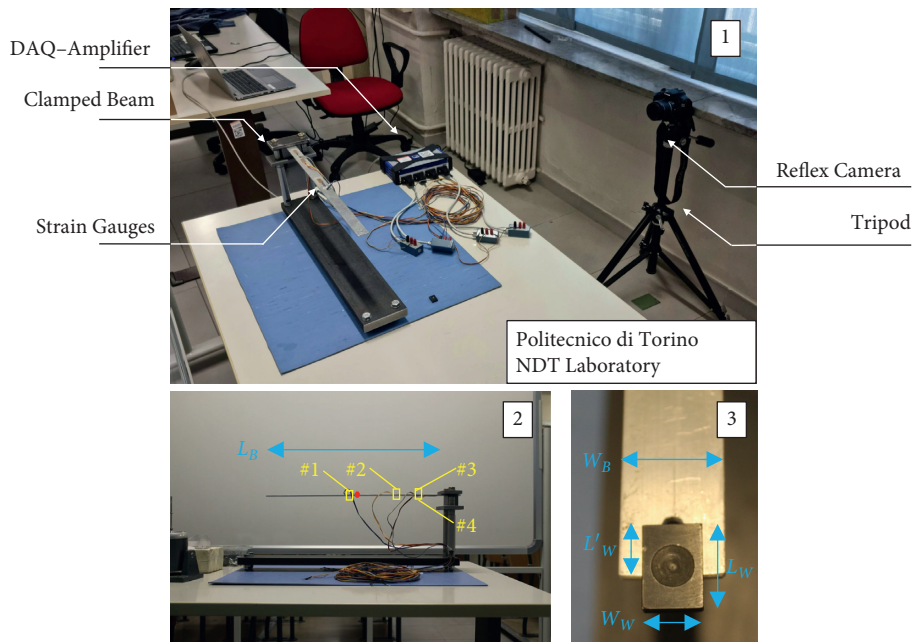 DAQ–Amplifier
Clamped Beam
Strain Gauges
1
Reflex Camera
Tripod
Politecnico di Torino
NDT Laboratory
2
L_B
#1
#2
#3
#4
3
W_B
L'_W
L_W
W_W